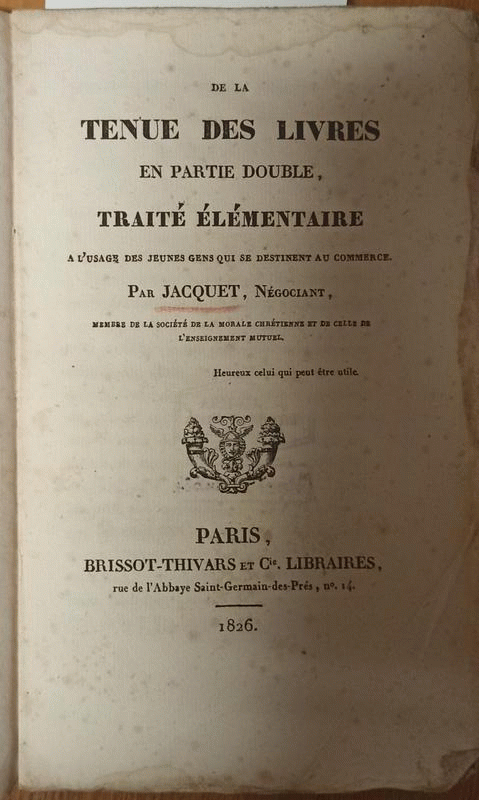 DE LA
TENUE DES LIVRES
EN PARTIE DOUBLE,
TRAITÉ ÉLÉMENTAIRE
A L'USAGE DES JEUNES GENS QUI SE DESTINENT AU COMMERCE.
PAR JACQUET, NÉGOCIANT,
MEMBRE DE LA SOCIÉTÉ DE LA MORALE CHRÉTIENNE ET DE CELLE DE
L'ENSEIGNEMENT MUTUEL.
Heureux celui qui peut être utile.
PARIS,
BRISSOT-THIVARS ET Cie. LIBRAIRES,
rue de l'Abbaye Saint-Germain-des-Prés, no. 14.
1826.